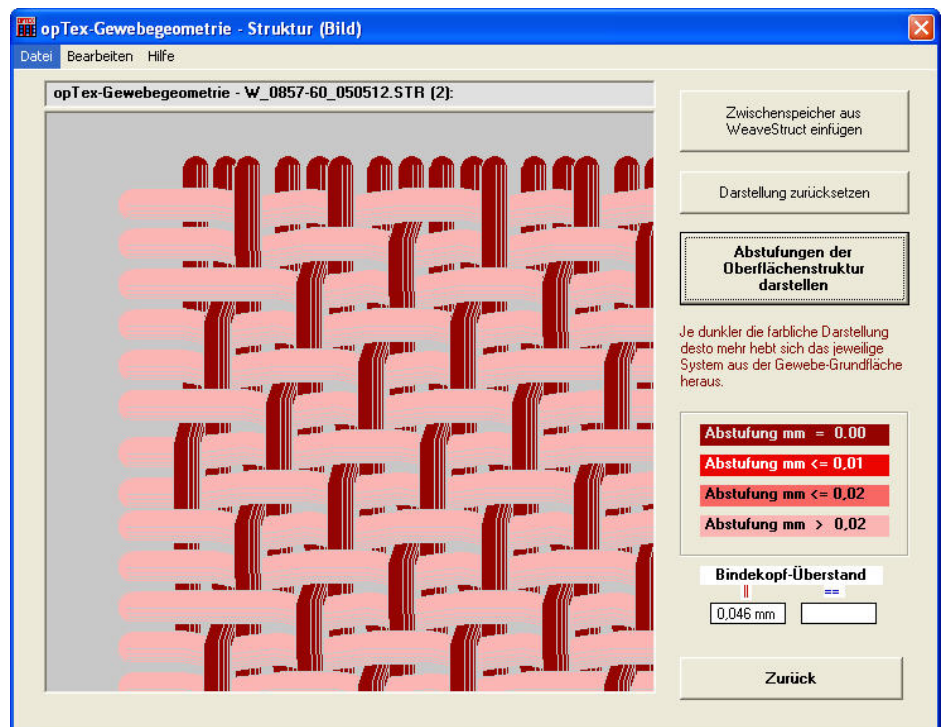 opTex-Gewebegeometrie - Struktur (Bild)
Datei Bearbeiten Hilfe
opTex-Gewebegeometrie - W_0857-60_050512.STR (2):
Zwischenspeicher aus
WeaveStruct einfügen
Darstellung zurücksetzen
Abstufungen der
Oberflächenstruktur
darstellen
Je dunkler die farbliche Darstellung
desto mehr hebt sich das jeweilige
System aus der Gewebe-Grundfläche
heraus.
Abstufung mm = 0.00
Abstufung mm <= 0,01
Abstufung mm <= 0,02
Abstufung mm > 0,02
Bindekopf-Überstand
|| ==
0,046 mm
Zurück